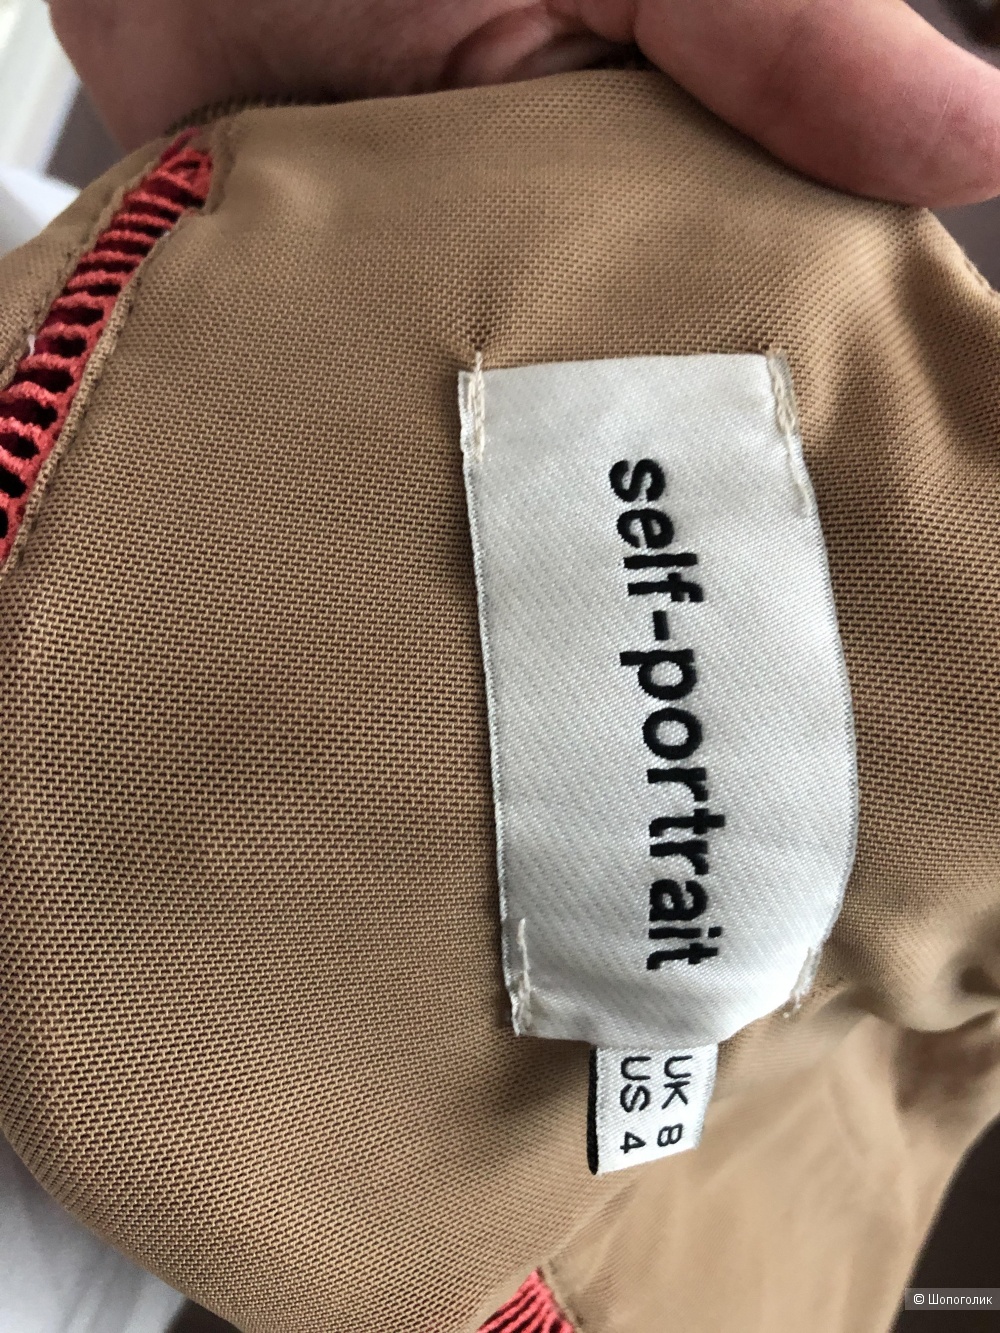 self-portrait
UK 8
US 4
© Шопоголик